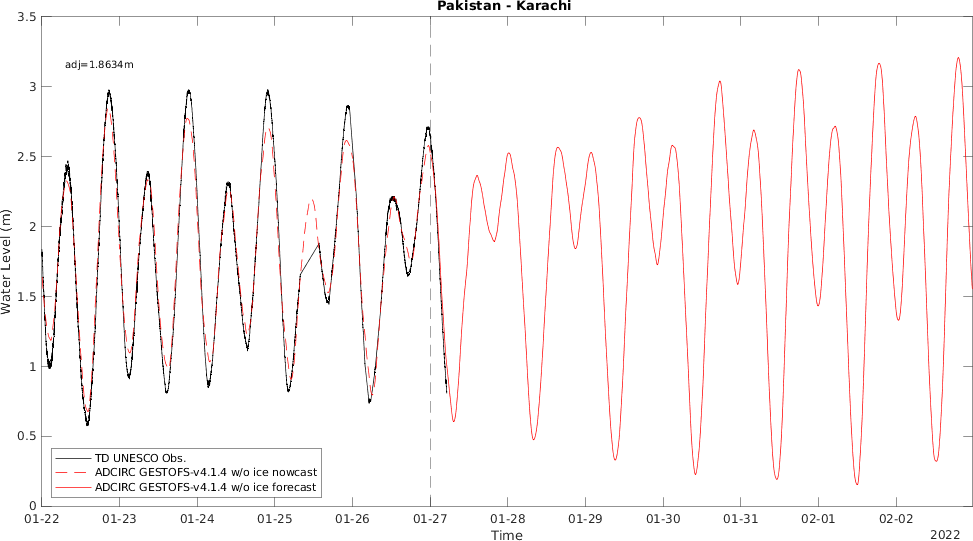 Pakistan - Karachi
3.5
3
2.5
2
1.5
1
0.5
0
Water Level (m)
adj=1.8634m
TD UNESCO Obs.
ADCIRC GESTOFS-v4.1.4 w/o ice nowcast
ADCIRC GESTOFS-v4.1.4 w/o ice forecast
01-22 01-23 01-24 01-25 01-26 01-27 01-28 01-29 01-30 01-31 02-01 02-02
Time
2022